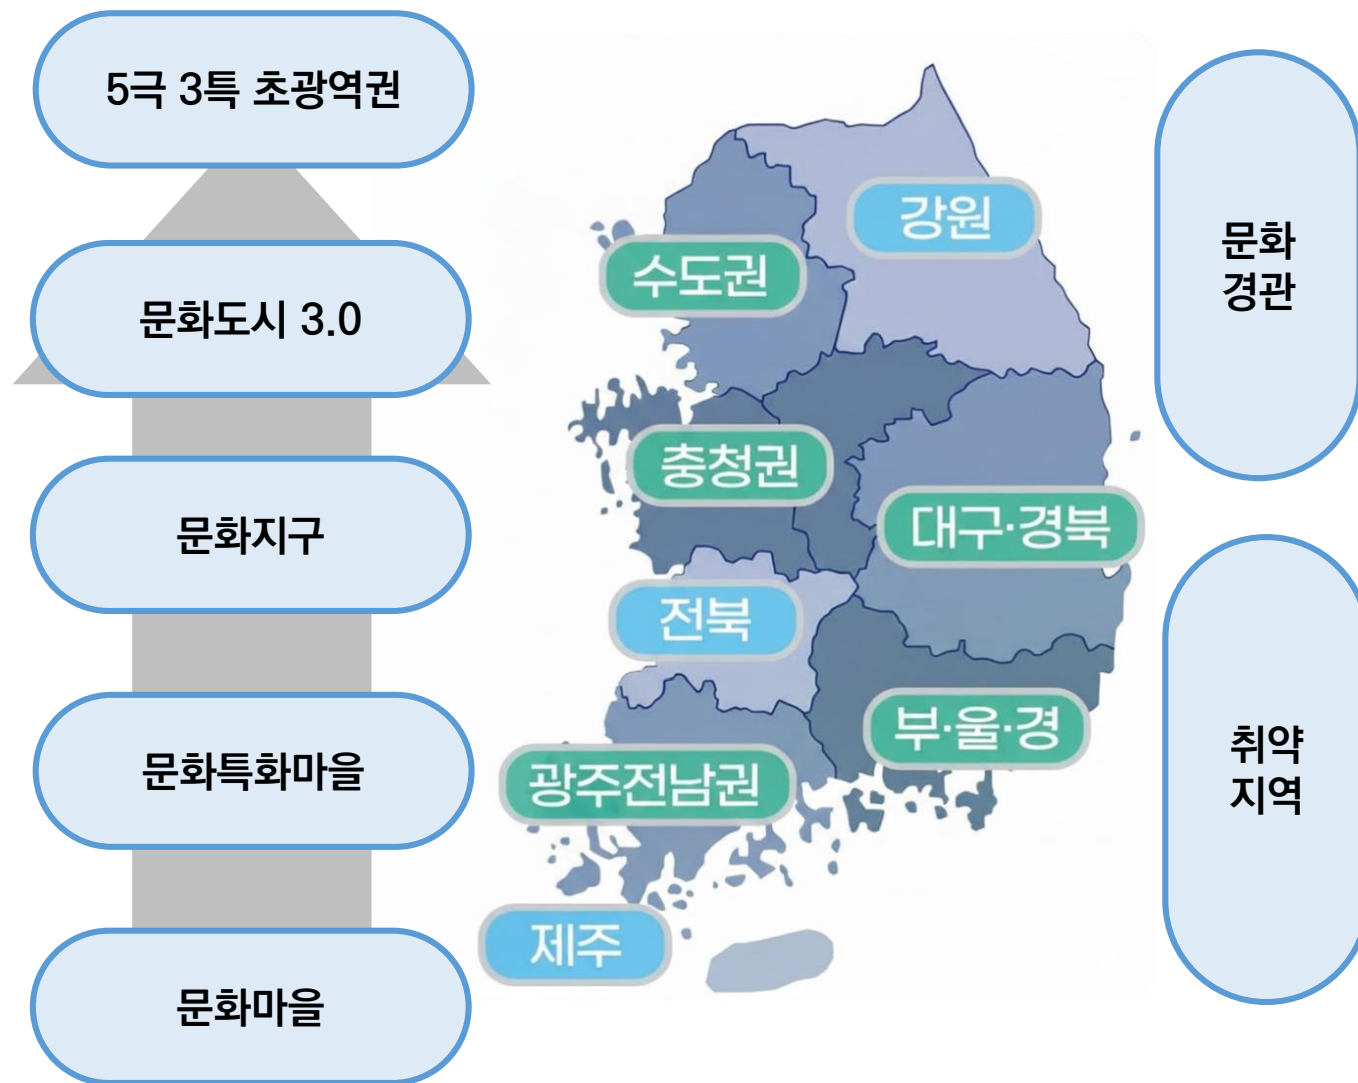 5극 3특 초광역권
문화도시 3.0
문화지구
문화특화마을
문화마을
강원
수도권
충청권
대구·경북
전북
부·울·경
광주전남권
제주
문화
경관
취약
지역